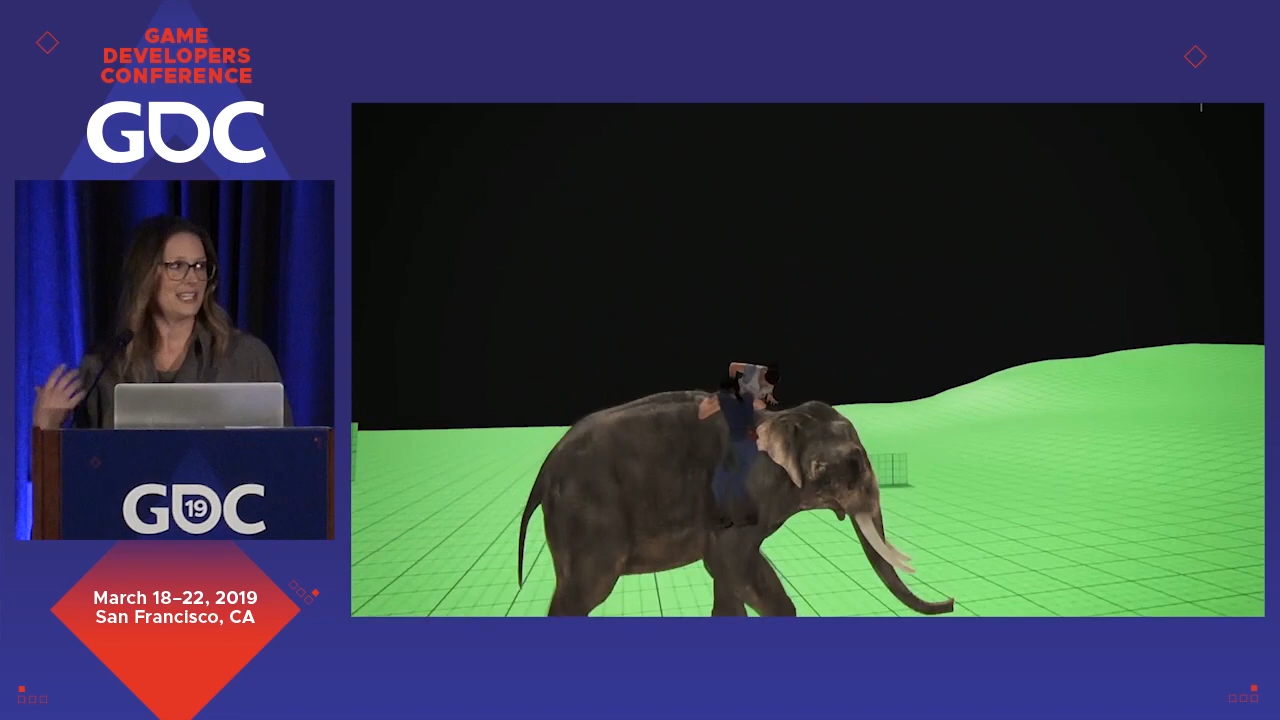 GAME
DEVELOPERS
CONFERENCE
GDC
GDC
19
March 18–22, 2019
San Francisco, CA